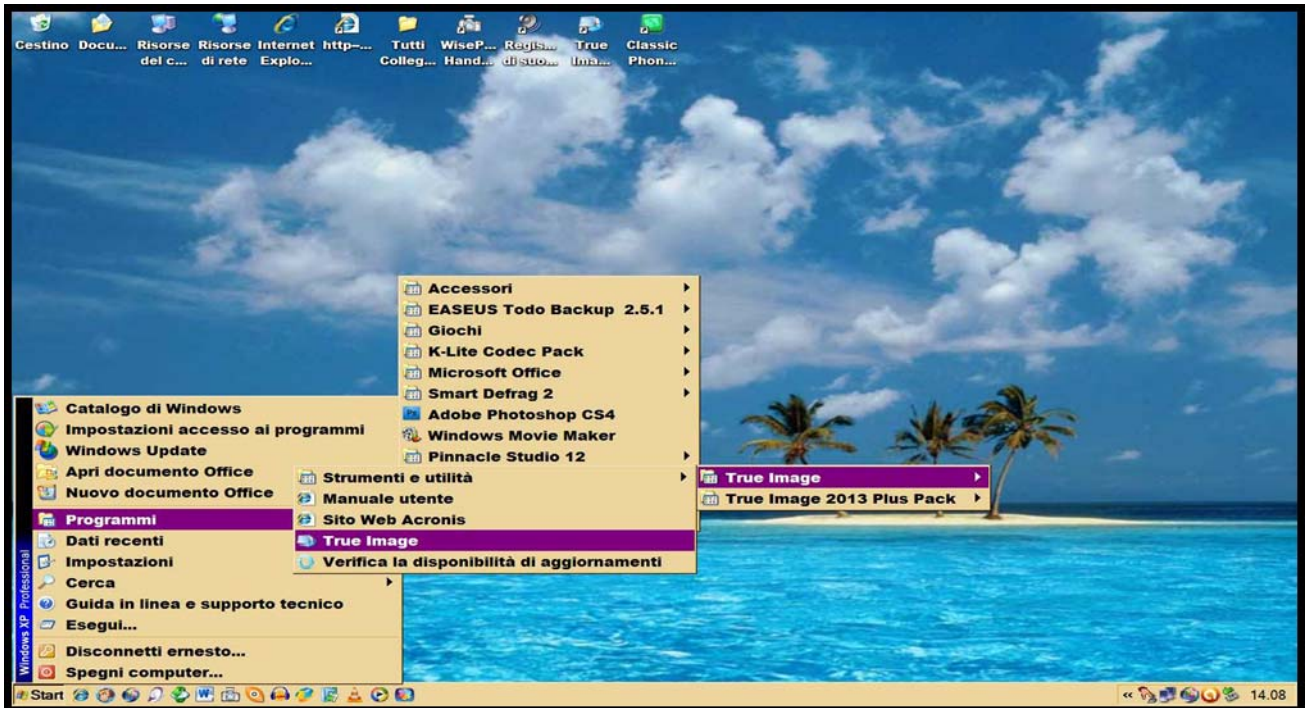 Cestino Docu... Risorse Risorse Internet http-... Tutti WiseP... Regis... True Classic
del c... di rete Explo... Colleg... Hand... di suo... Ima... Phon...
Accessori
EASEUS Todo Backup 2.5.1
Giochi
K-Lite Codec Pack
Microsoft Office
Smart Defrag 2
Adobe Photoshop CS4
Windows Movie Maker
Pinnacle Studio 12
Catalogo di Windows
Impostazioni accesso ai programmi
Windows Update
Apri documento Office
Nuovo documento Office
Programmi
Dati recenti
Impostazioni
Cerca
Guida in linea e supporto tecnico
Esegui...
Disconnetti ernesto...
Spegni computer...
Windows XP Professional
Strumenti e utilità
Manuale utente
Sito Web Acronis
True Image
Verifica la disponibilità di aggiornamenti
True Image
True Image 2013 Plus Pack
Start
14.08